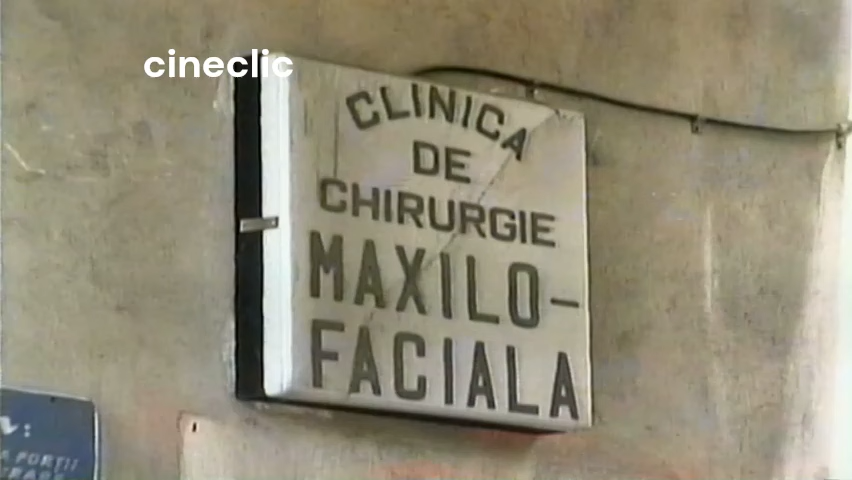 cineclic
CLINICA
DE
CHIRURGIE
MAXILO-
FACIALA